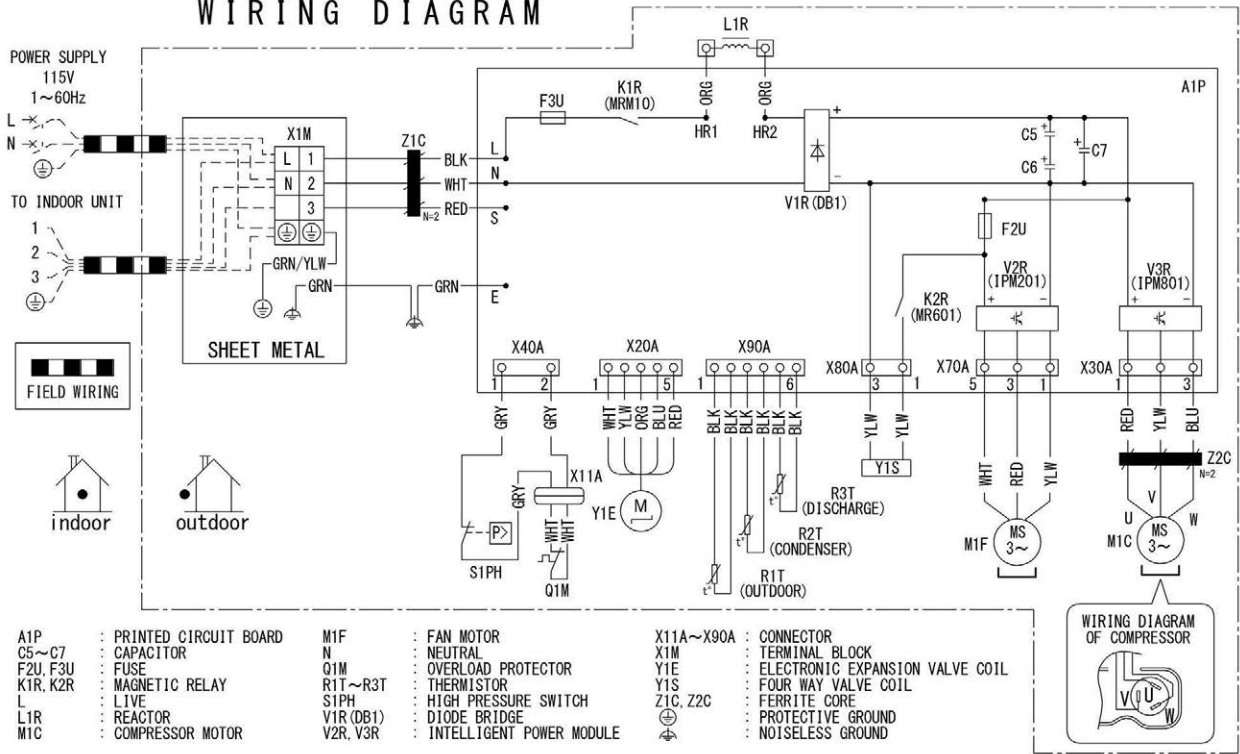 WIRING DIAGRAM
POWER SUPPLY
115V
1~60Hz
L
N
TO INDOOR UNIT
1
2
3
FIELD WIRING
indoor
outdoor
X1M
L 1
N 2
3
GRN/YLW
GRN
GRN
SHEET METAL
Z1C
N=2
BLK
WHT
RED
L
N
S
E
A1P
F3U
K1R
(MRM10)
L1R
ORG
ORG
HR1
HR2
+
-
V1R(DB1)
C5 +
C6 +
+ C7
F2U
K2R
(MR601)
V2R
(IPM201)
+ -
V3R
(IPM801)
+ -
X40A
1 2
X20A
1 5
X90A
1 6
X80A
3 1
X70A
5 3 1
X30A
1 3
GRY
GRY
GRY
X11A
WHT
WHT
P>
S1PH
Q1M
WHT
YLW
ORG
BLU
RED
Y1E
M
BLK
BLK
BLK
BLK
BLK
BLK
t°
R3T
(DISCHARGE)
t°
R2T
(CONDENSER)
t°
R1T
(OUTDOOR)
YLW
YLW
Y1S
WHT
RED
YLW
M1F
MS
3~
RED
YLW
BLU
Z2C
N=2
U
V
W
M1C
MS
3~
WIRING DIAGRAM
OF COMPRESSOR
V U
W
A1P : PRINTED CIRCUIT BOARD
C5~C7 : CAPACITOR
F2U, F3U : FUSE
K1R, K2R : MAGNETIC RELAY
L : LIVE
L1R : REACTOR
M1C : COMPRESSOR MOTOR
M1F : FAN MOTOR
N : NEUTRAL
Q1M : OVERLOAD PROTECTOR
R1T~R3T : THERMISTOR
S1PH : HIGH PRESSURE SWITCH
V1R(DB1) : DIODE BRIDGE
V2R, V3R : INTELLIGENT POWER MODULE
X11A~X90A : CONNECTOR
X1M : TERMINAL BLOCK
Y1E : ELECTRONIC EXPANSION VALVE COIL
Y1S : FOUR WAY VALVE COIL
Z1C, Z2C : FERRITE CORE
: PROTECTIVE GROUND
: NOISELESS GROUND